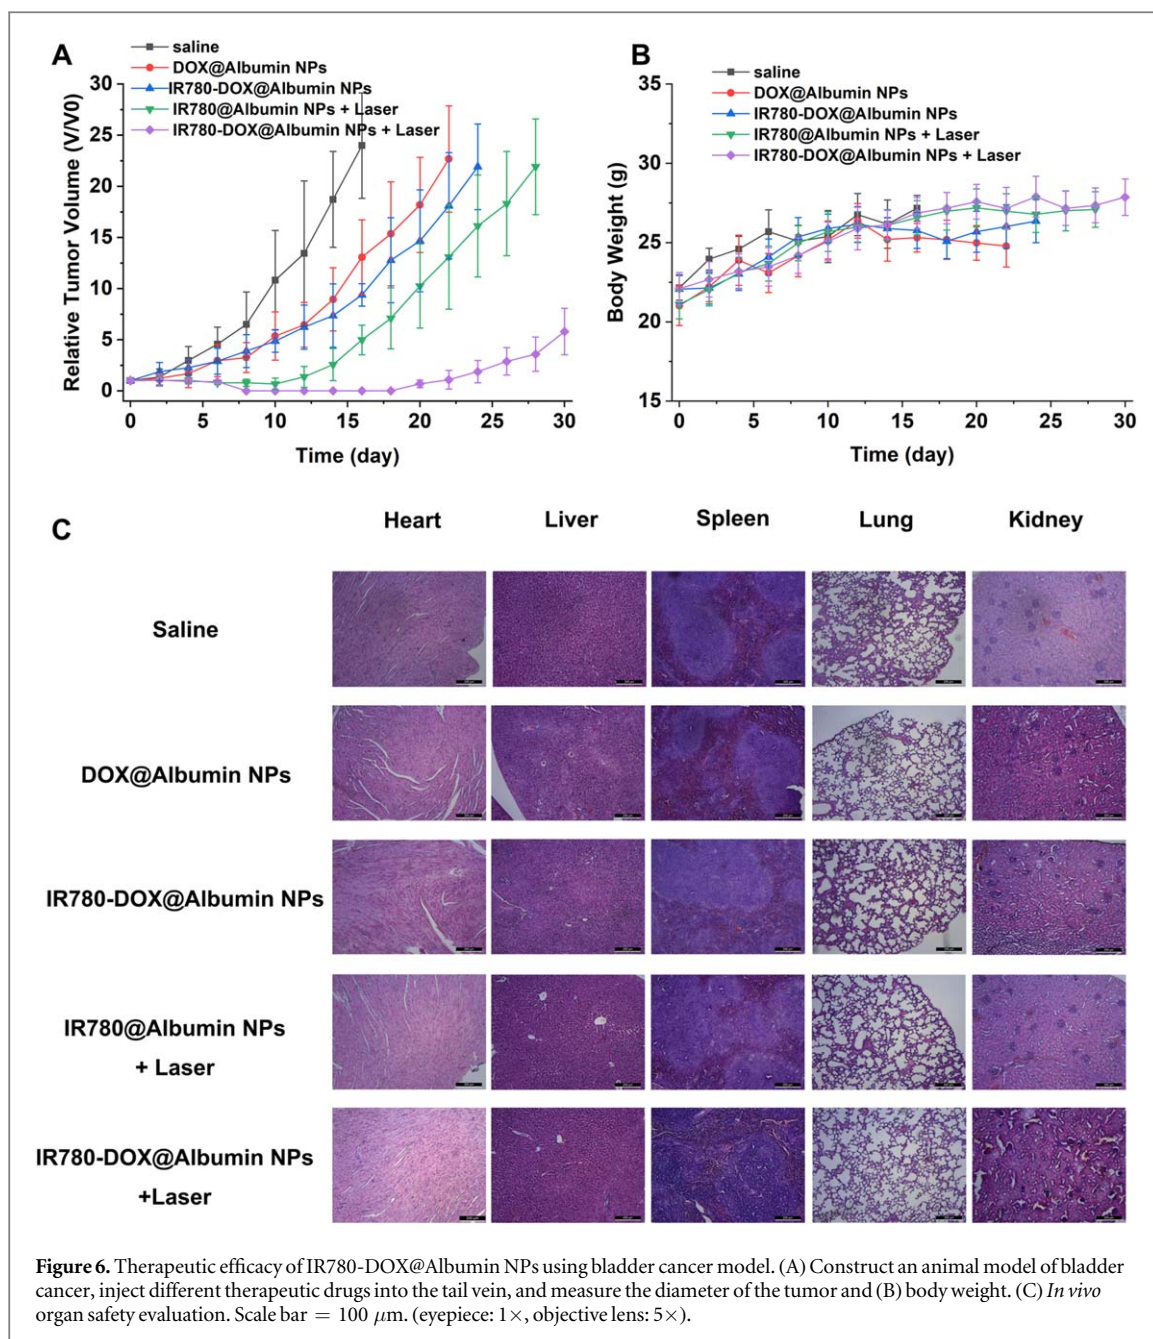 A
saline
DOX@Albumin NPs
IR780-DOX@Albumin NPs
IR780@Albumin NPs + Laser
IR780-DOX@Albumin NPs + Laser
Relative Tumor Volume (V/V0)
30
25
20
15
10
5
0
0 5 10 15 20 25 30
Time (day)
B
saline
DOX@Albumin NPs
IR780-DOX@Albumin NPs
IR780@Albumin NPs + Laser
IR780-DOX@Albumin NPs + Laser
Body Weight (g)
35
30
25
20
15
0 5 10 15 20 25 30
Time (day)
C
Heart Liver Spleen Lung Kidney
Saline
DOX@Albumin NPs
IR780-DOX@Albumin NPs
IR780@Albumin NPs
+ Laser
IR780-DOX@Albumin NPs
+Laser
Figure 6. Therapeutic efficacy of IR780-DOX@Albumin NPs using bladder cancer model. (A) Construct an animal model of bladder
cancer, inject different therapeutic drugs into the tail vein, and measure the diameter of the tumor and (B) body weight. (C) In vivo
organ safety evaluation. Scale bar = 100 μm. (eyepiece: 1×, objective lens: 5×).